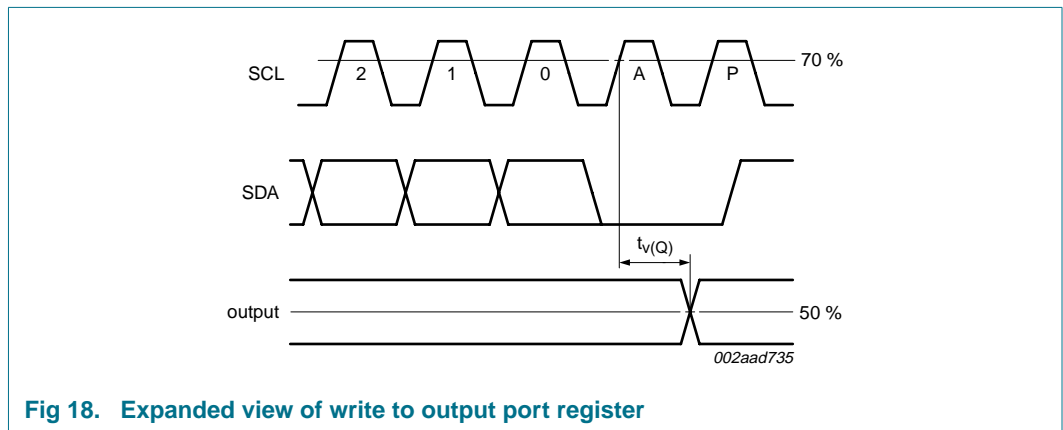 SCL 2 1 0 A P 70 %
SDA
tv(Q)
output 50 %
002aad735
Fig 18. Expanded view of write to output port register